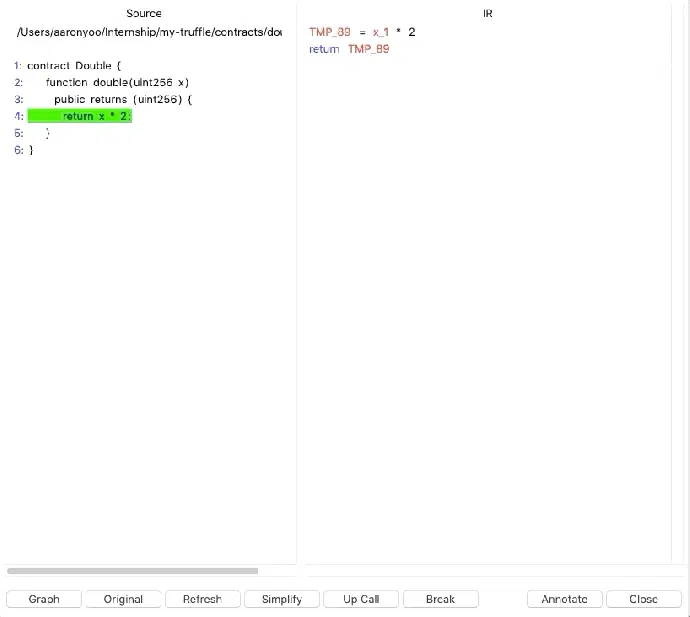 Source
/Users/aaronyoo/Internship/my-truffle/contracts/dou
1: contract Double {
2: function double(uint256 x)
3: public returns (uint256) {
4: return x * 2;
5: }
6: }
IR
TMP_89 = x_1 * 2
return TMP_89
Graph Original Refresh Simplify Up Call Break Annotate Close